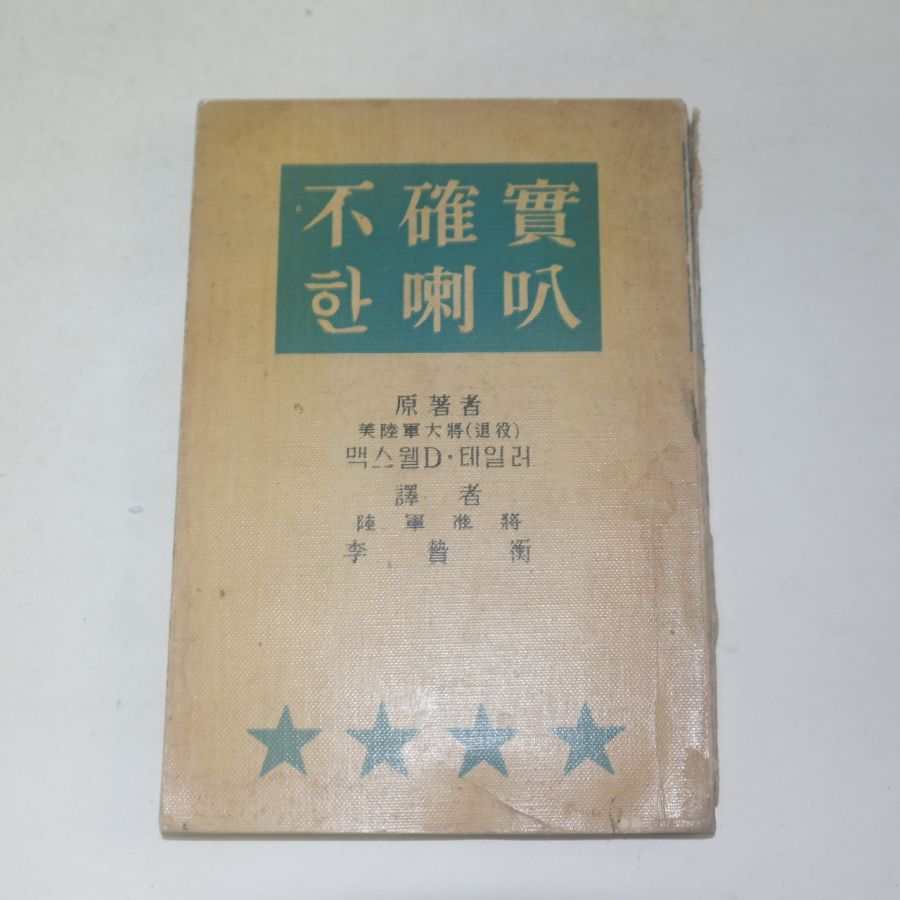 不確實
한喇叭
原著者
美陸軍大將(退役)
맥스웰D·테일러
譯者
陸軍准將
李贊衡